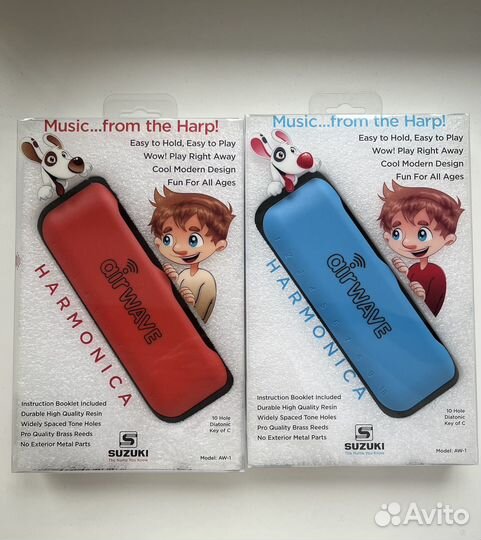 Music...from the Harp!
Easy to Hold, Easy to Play
Wow! Play Right Away
Cool Modern Design
Fun For All Ages
airWAVE
HARMONICA
Instruction Booklet Included
Durable High Quality Resin
Widely Spaced Tone Holes
Pro Quality Brass Reeds
No Exterior Metal Parts
10 Hole
Diatonic
Key of C
S
SUZUKI
The Name You Know
Model: AW-1
Music...from the Harp!
Easy to Hold, Easy to Play
Wow! Play Right Away
Cool Modern Design
Fun For All Ages
airWAVE
HARMONICA
Instruction Booklet Included
Durable High Quality Resin
Widely Spaced Tone Holes
Pro Quality Brass Reeds
No Exterior Metal Parts
10 Hole
Diatonic
Key of C
S
SUZUKI
The Name You Know
Model: AW-1
Avito